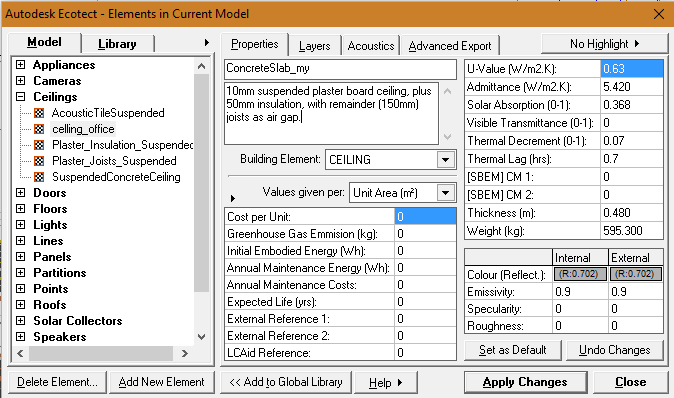 Autodesk Ecotect - Elements in Current Model
Model
Library
Appliances
Cameras
Ceilings
AcousticTileSuspended
celling_office
Plaster_Insulation_Suspended
Plaster_Joists_Suspended
SuspendedConcreteCeiling
Doors
Floors
Lights
Lines
Panels
Partitions
Points
Roofs
Solar Collectors
Speakers
Delete Element...
Add New Element
Properties
Layers
Acoustics
Advanced Export
No Highlight
ConcreteSlab_my
10mm suspended plaster board ceiling, plus
50mm insulation, with remainder (150mm)
joists as air gap.
Building Element: CEILING
Values given per: Unit Area (m²)
Cost per Unit: 0
Greenhouse Gas Emmision (kg): 0
Initial Embodied Energy (Wh): 0
Annual Maintenance Energy (Wh): 0
Annual Maintenance Costs: 0
Expected Life (yrs): 0
External Reference 1: 0
External Reference 2: 0
LCAid Reference: 0
U-Value (W/m2.K): 0.63
Admittance (W/m2.K): 5.420
Solar Absorption (0-1): 0.368
Visible Transmittance (0-1): 0
Thermal Decrement (0-1): 0.07
Thermal Lag (hrs): 0.7
[SBEM] CM 1: 0
[SBEM] CM 2: 0
Thickness (m): 0.480
Weight (kg): 595.300
Internal External
Colour (Reflect.): (R:0.702) (R:0.702)
Emissivity: 0.9 0.9
Specularity: 0 0
Roughness: 0 0
Set as Default
Undo Changes
<< Add to Global Library
Help
Apply Changes
Close